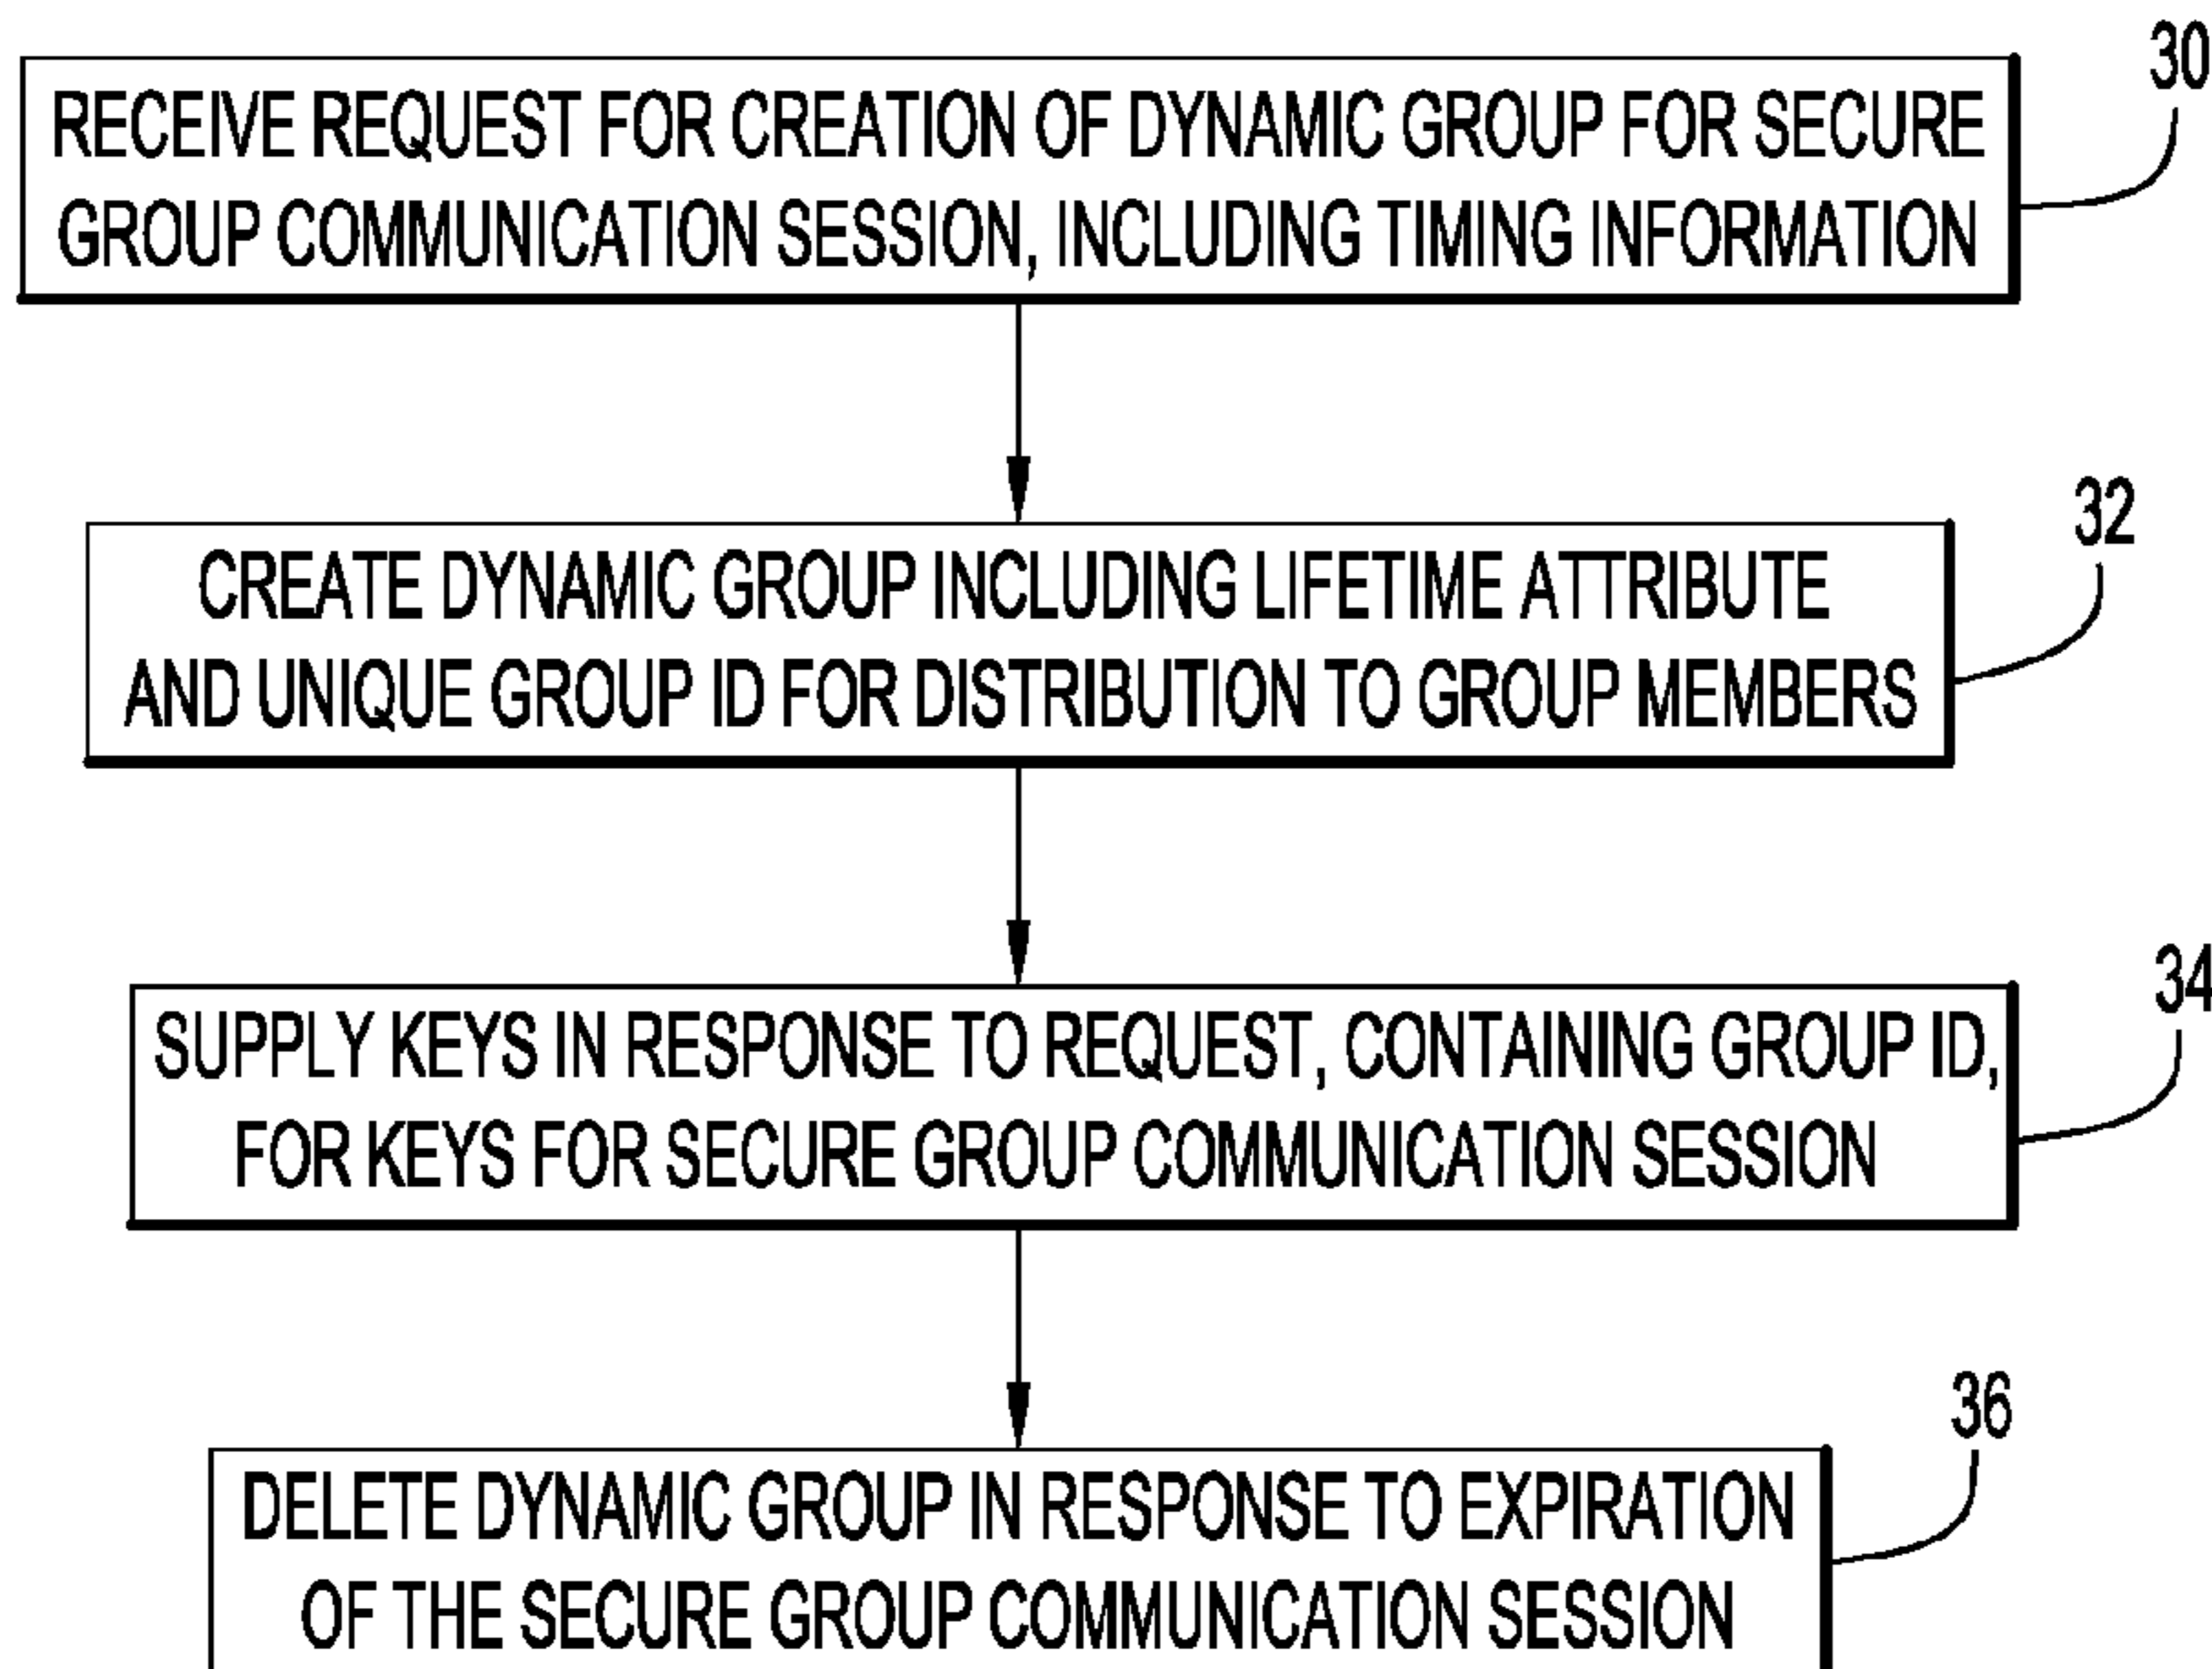 30
RECEIVE REQUEST FOR CREATION OF DYNAMIC GROUP FOR SECURE
GROUP COMMUNICATION SESSION, INCLUDING TIMING INFORMATION
32
CREATE DYNAMIC GROUP INCLUDING LIFETIME ATTRIBUTE
AND UNIQUE GROUP ID FOR DISTRIBUTION TO GROUP MEMBERS
34
SUPPLY KEYS IN RESPONSE TO REQUEST, CONTAINING GROUP ID,
FOR KEYS FOR SECURE GROUP COMMUNICATION SESSION
36
DELETE DYNAMIC GROUP IN RESPONSE TO EXPIRATION
OF THE SECURE GROUP COMMUNICATION SESSION